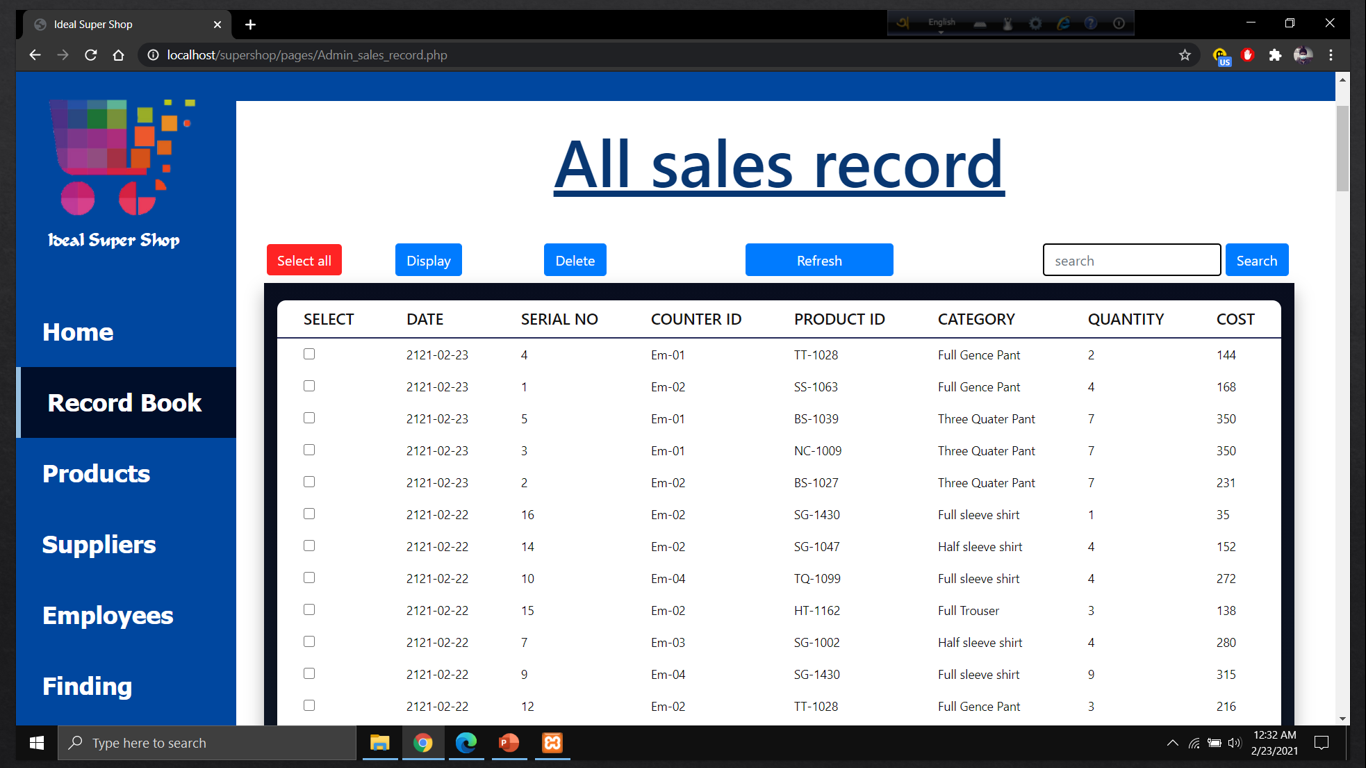 Ideal Super Shop
English
localhost/supershop/pages/Admin_sales_record.php
US
Ideal Super Shop
Home
Record Book
Products
Suppliers
Employees
Finding
All sales record
Select all Display Delete Refresh search Search
SELECT DATE SERIAL NO COUNTER ID PRODUCT ID CATEGORY QUANTITY COST
2121-02-23 4 Em-01 TT-1028 Full Gence Pant 2 144
2121-02-23 1 Em-02 SS-1063 Full Gence Pant 4 168
2121-02-23 5 Em-01 BS-1039 Three Quater Pant 7 350
2121-02-23 3 Em-01 NC-1009 Three Quater Pant 7 350
2121-02-23 2 Em-02 BS-1027 Three Quater Pant 7 231
2121-02-22 16 Em-02 SG-1430 Full sleeve shirt 1 35
2121-02-22 14 Em-02 SG-1047 Half sleeve shirt 4 152
2121-02-22 10 Em-04 TQ-1099 Full sleeve shirt 4 272
2121-02-22 15 Em-02 HT-1162 Full Trouser 3 138
2121-02-22 7 Em-03 SG-1002 Half sleeve shirt 4 280
2121-02-22 9 Em-04 SG-1430 Full sleeve shirt 9 315
2121-02-22 12 Em-02 TT-1028 Full Gence Pant 3 216
Type here to search
12:32 AM
2/23/2021